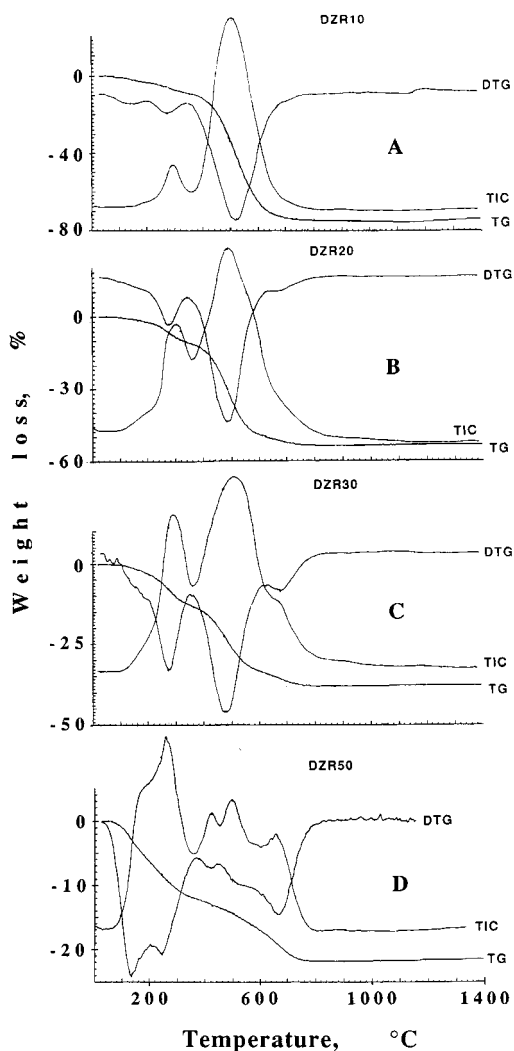 DZR10
DTG
0
-40
A
TIC
TG
-80
DZR20
DTG
0
-30
B
TIC
TG
-60
DZR30
DTG
0
-25
C
TIC
TG
-50
DZR50
DTG
0
-10
D
TIC
TG
-20
Weight loss, %
200 600 1000 1400
Temperature, °C